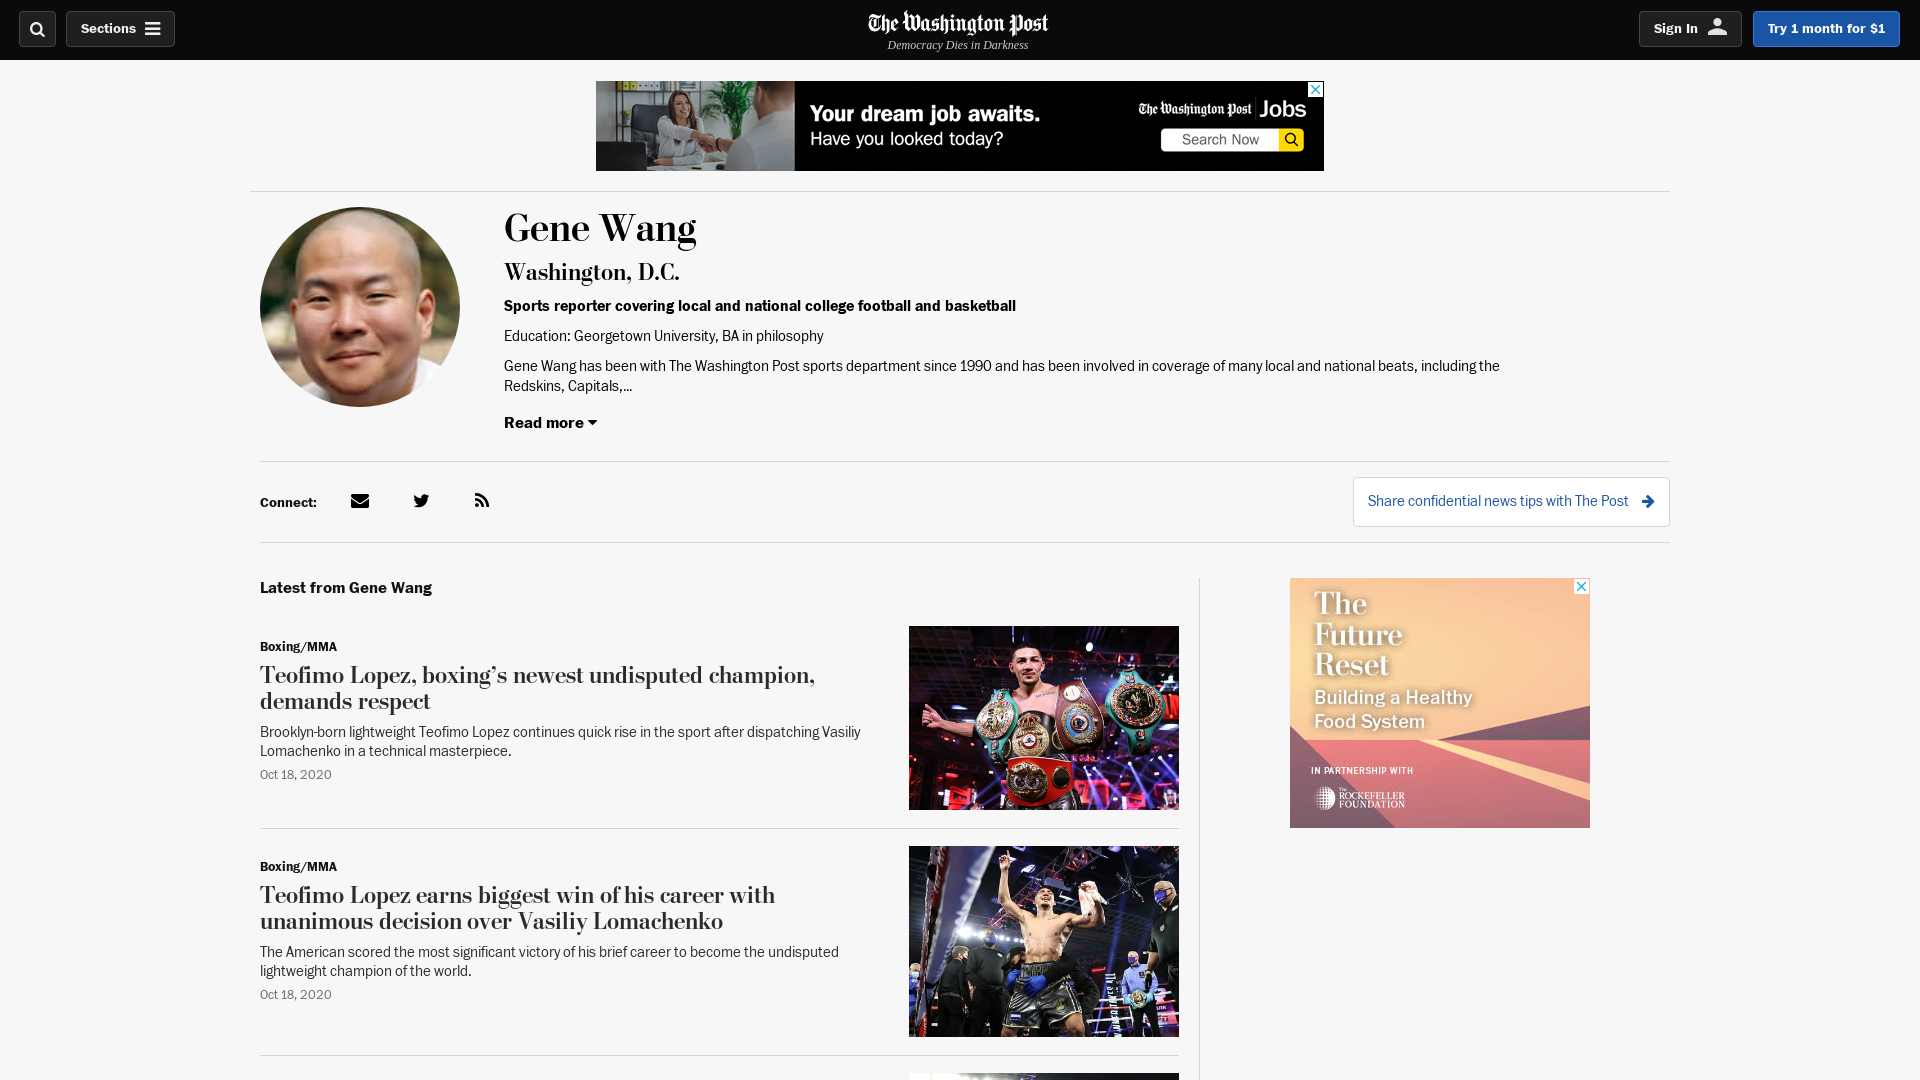 Sections
The Washington Post
Democracy Dies in Darkness
Sign In
Try 1 month for $1
Your dream job awaits.
Have you looked today?
The Washington Post Jobs
Search Now
Gene Wang
Washington, D.C.
Sports reporter covering local and national college football and basketball
Education: Georgetown University, BA in philosophy
Gene Wang has been with The Washington Post sports department since 1990 and has been involved in coverage of many local and national beats, including the
Redskins, Capitals,...
Read more
Connect:
Share confidential news tips with The Post
Latest from Gene Wang
Boxing/MMA
Teofimo Lopez, boxing’s newest undisputed champion,
demands respect
Brooklyn-born lightweight Teofimo Lopez continues quick rise in the sport after dispatching Vasiliy
Lomachenko in a technical masterpiece.
Oct 18, 2020
The
Future
Reset
Building a Healthy
Food System
IN PARTNERSHIP WITH
The
ROCKEFELLER
FOUNDATION
Boxing/MMA
Teofimo Lopez earns biggest win of his career with
unanimous decision over Vasiliy Lomachenko
The American scored the most significant victory of his brief career to become the undisputed
lightweight champion of the world.
Oct 18, 2020